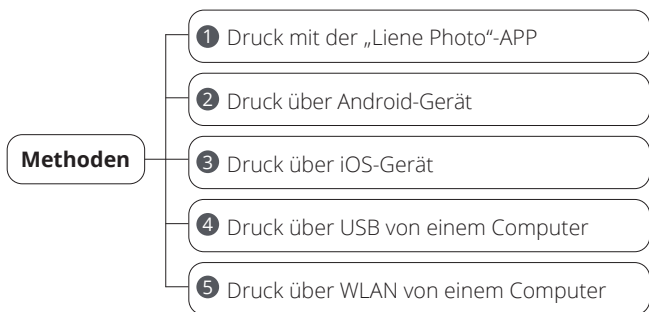 Methoden
1 Druck mit der „Liene Photo“-APP
2 Druck über Android-Gerät
3 Druck über iOS-Gerät
4 Druck über USB von einem Computer
5 Druck über WLAN von einem Computer